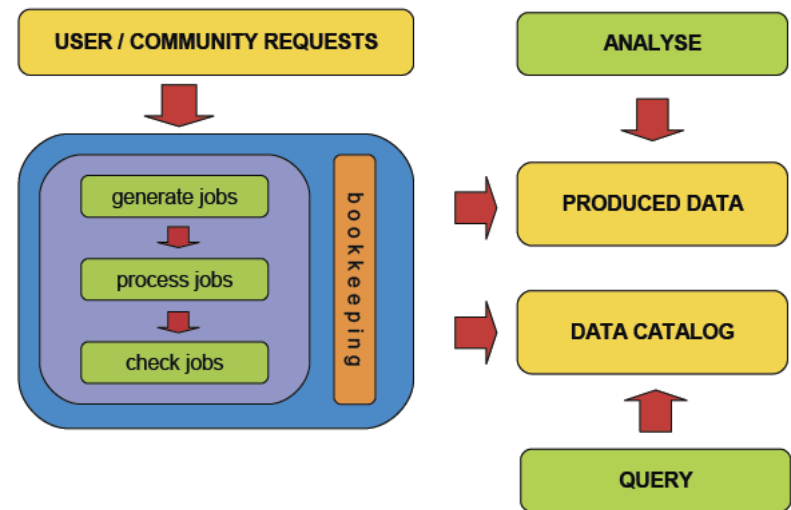 USER / COMMUNITY REQUESTS
generate jobs
process jobs
check jobs
bookkeeping
ANALYSE
PRODUCED DATA
DATA CATALOG
QUERY